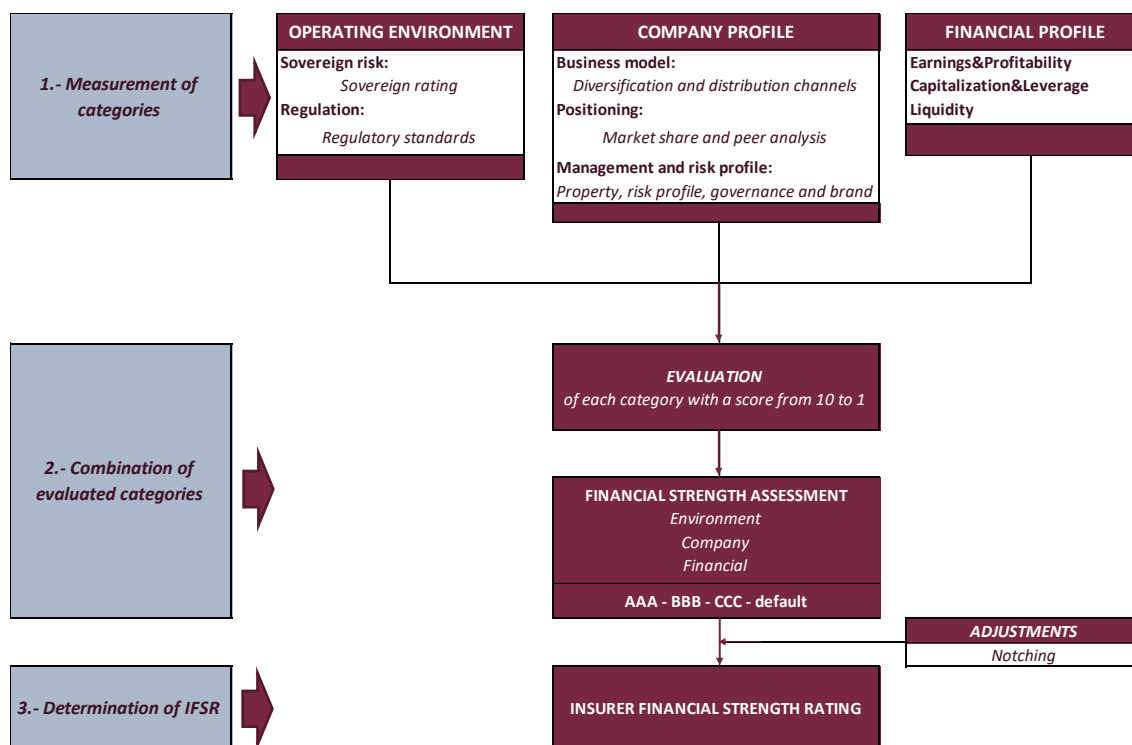 1.- Measurement of
categories
OPERATING ENVIRONMENT
Sovereign risk:
Sovereign rating
Regulation:
Regulatory standards
COMPANY PROFILE
Business model:
Diversification and distribution channels
Positioning:
Market share and peer analysis
Management and risk profile:
Property, risk profile, governance and brand
FINANCIAL PROFILE
Earnings&Profitability
Capitalization&Leverage
Liquidity
2.- Combination of
evaluated categories
EVALUATION
of each category with a score from 10 to 1
FINANCIAL STRENGTH ASSESSMENT
Environment
Company
Financial
AAA - BBB - CCC - default
ADJUSTMENTS
Notching
3.- Determination of IFSR
INSURER FINANCIAL STRENGTH RATING